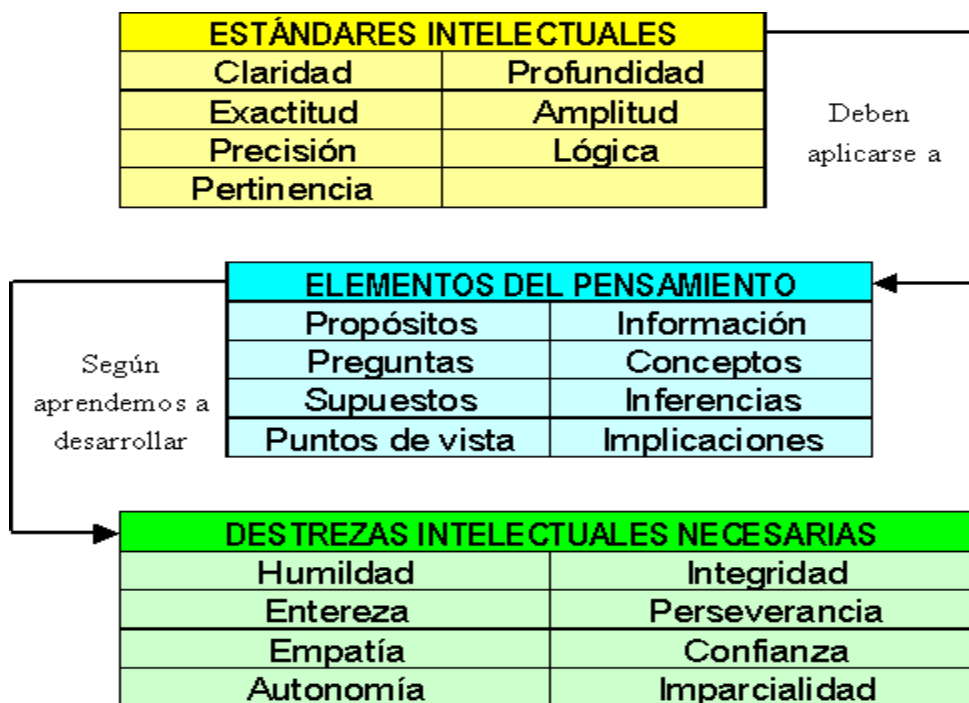 ESTÁNDARES INTELECTUALES
Claridad Profundidad
Exactitud Amplitud
Precisión Lógica
Pertinencia
Deben
aplicarse a
ELEMENTOS DEL PENSAMIENTO
Propósitos Información
Preguntas Conceptos
Supuestos Inferencias
Puntos de vista Implicaciones
Según
aprendemos a
desarrollar
DESTREZAS INTELECTUALES NECESARIAS
Humildad Integridad
Entereza Perseverancia
Empatía Confianza
Autonomía Imparcialidad